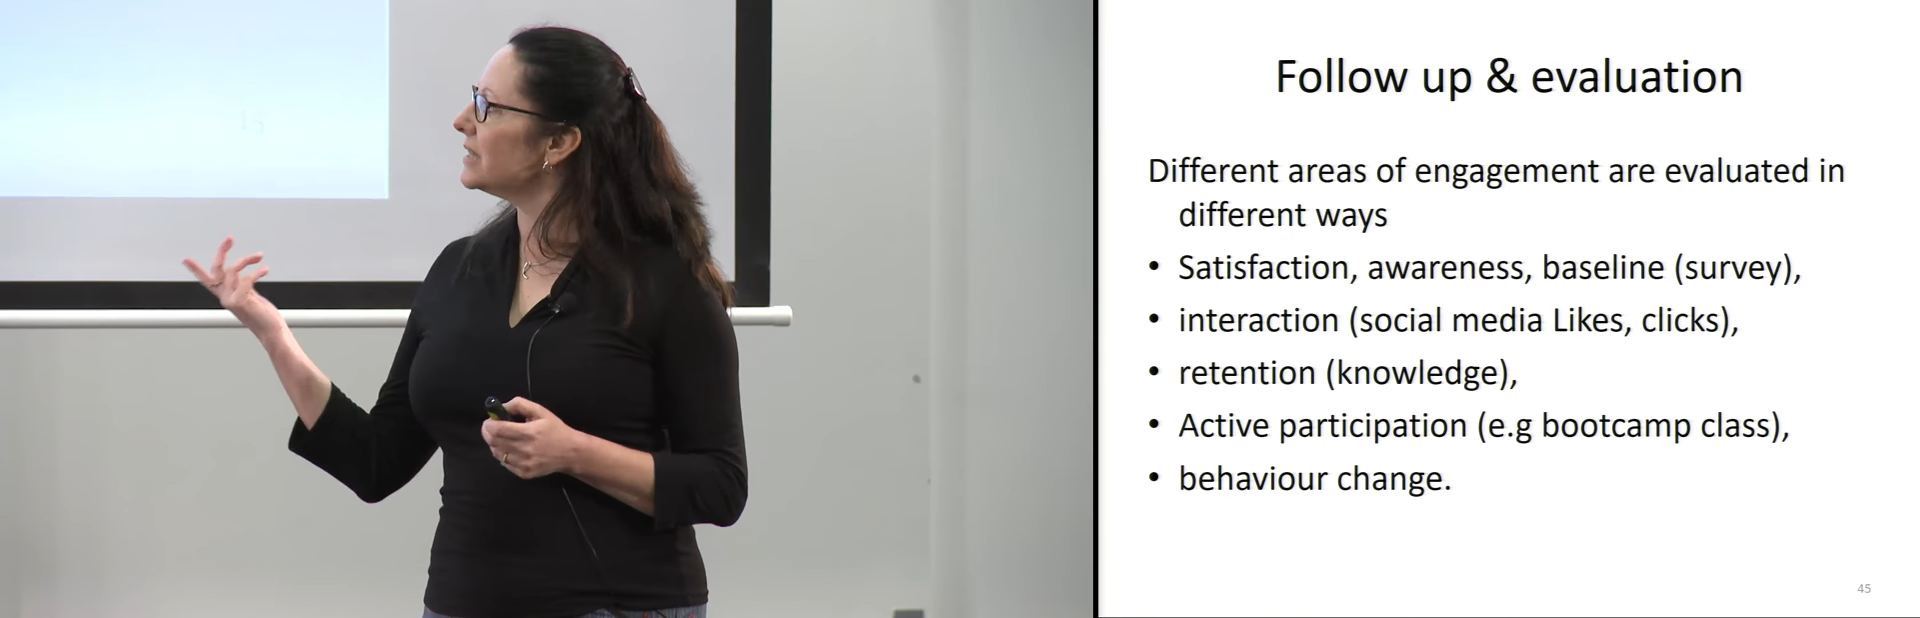 Follow up & evaluation
Different areas of engagement are evaluated in
different ways
• Satisfaction, awareness, baseline (survey),
• interaction (social media Likes, clicks),
• retention (knowledge),
• Active participation (e.g bootcamp class),
• behaviour change.
45